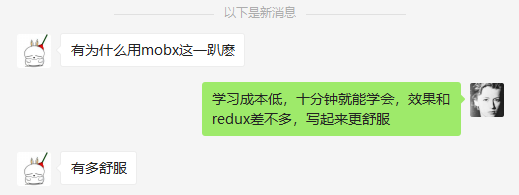 以下是新消息
有为什么用mobx这一趴麽
学习成本低，十分钟就能学会，效果和
redux差不多，写起来更舒服
有多舒服